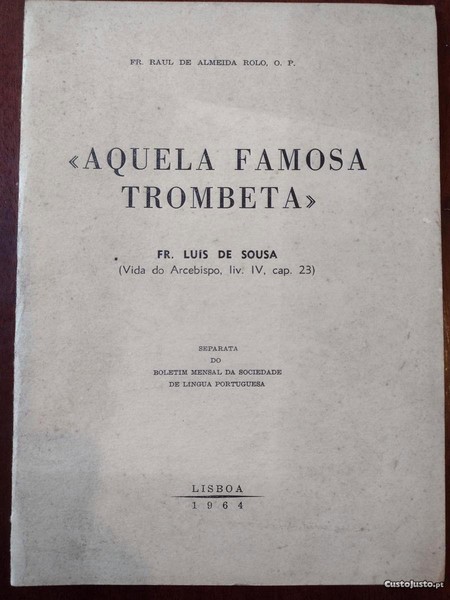 FR. RAUL DE ALMEIDA ROLO, O. P.
«AQUELA FAMOSA
TROMBETA»
FR. LUÍS DE SOUSA
(Vida do Arcebispo, liv. IV, cap. 23)
SEPARATA
DO
BOLETIM MENSAL DA SOCIEDADE
DE LINGUA PORTUGUESA
LISBOA
1964
CustoJusto.pt